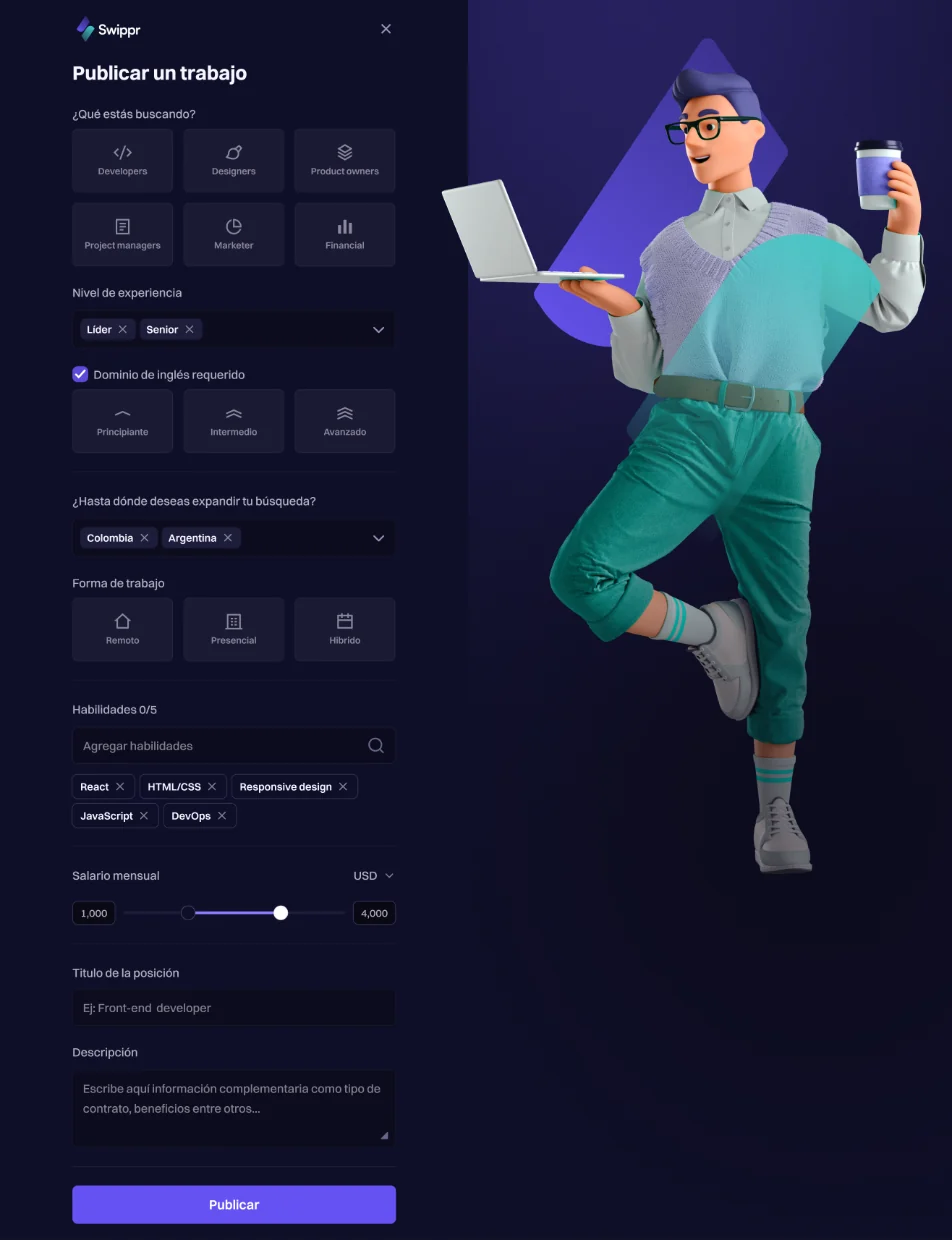 Swippr
Publicar un trabajo
¿Qué estás buscando?
Developers
Designers
Product owners
Project managers
Marketer
Financial
Nivel de experiencia
Líder
Senior
Dominio de inglés requerido
Principiante
Intermedio
Avanzado
¿Hasta dónde deseas expandir tu búsqueda?
Colombia
Argentina
Forma de trabajo
Remoto
Presencial
Híbrido
Habilidades 0/5
Agregar habilidades
React
HTML/CSS
Responsive design
JavaScript
DevOps
Salario mensual
USD
1,000
4,000
Titulo de la posición
Ej: Front-end developer
Descripción
Escribe aquí información complementaria como tipo de
contrato, beneficios entre otros...
Publicar